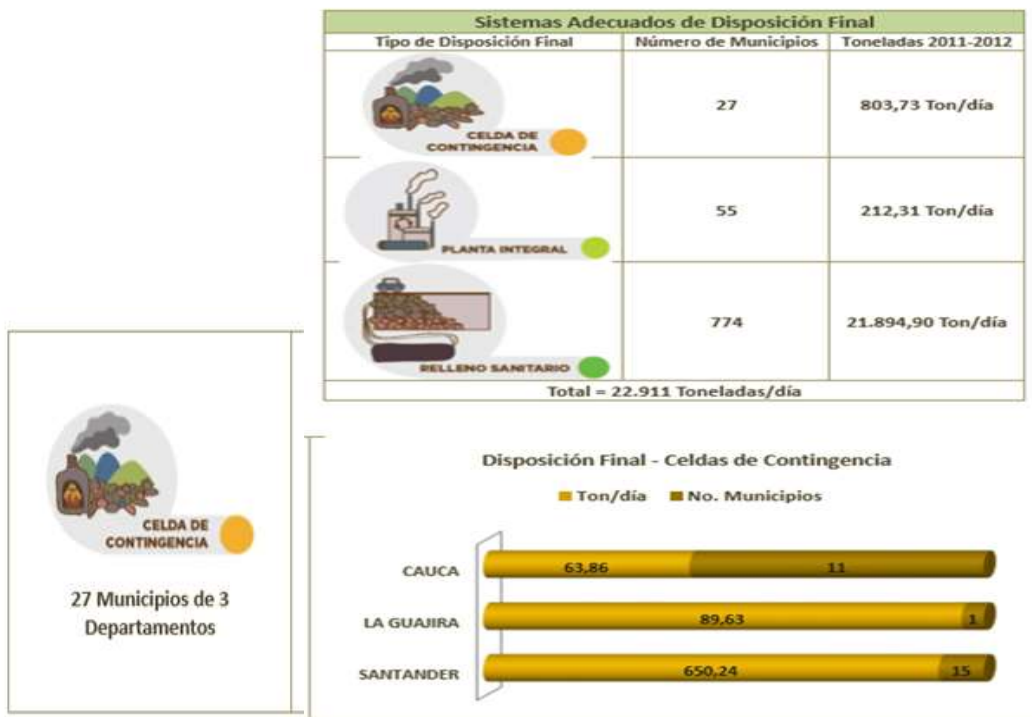 Sistemas Adecuados de Disposición Final
Tipo de Disposición Final Número de Municipios Toneladas 2011-2012
CELDA DE
CONTINGENCIA
27 803,73 Ton/día
PLANTA INTEGRAL
55 212,31 Ton/día
RELLENO SANITARIO
774 21.894,90 Ton/día
Total = 22.911 Toneladas/día
CELDA DE
CONTINGENCIA
27 Municipios de 3
Departamentos
Disposición Final - Celdas de Contingencia
Ton/día No. Municipios
CAUCA 63,86 11
LA GUAJIRA 89,63 1
SANTANDER 650,24 15